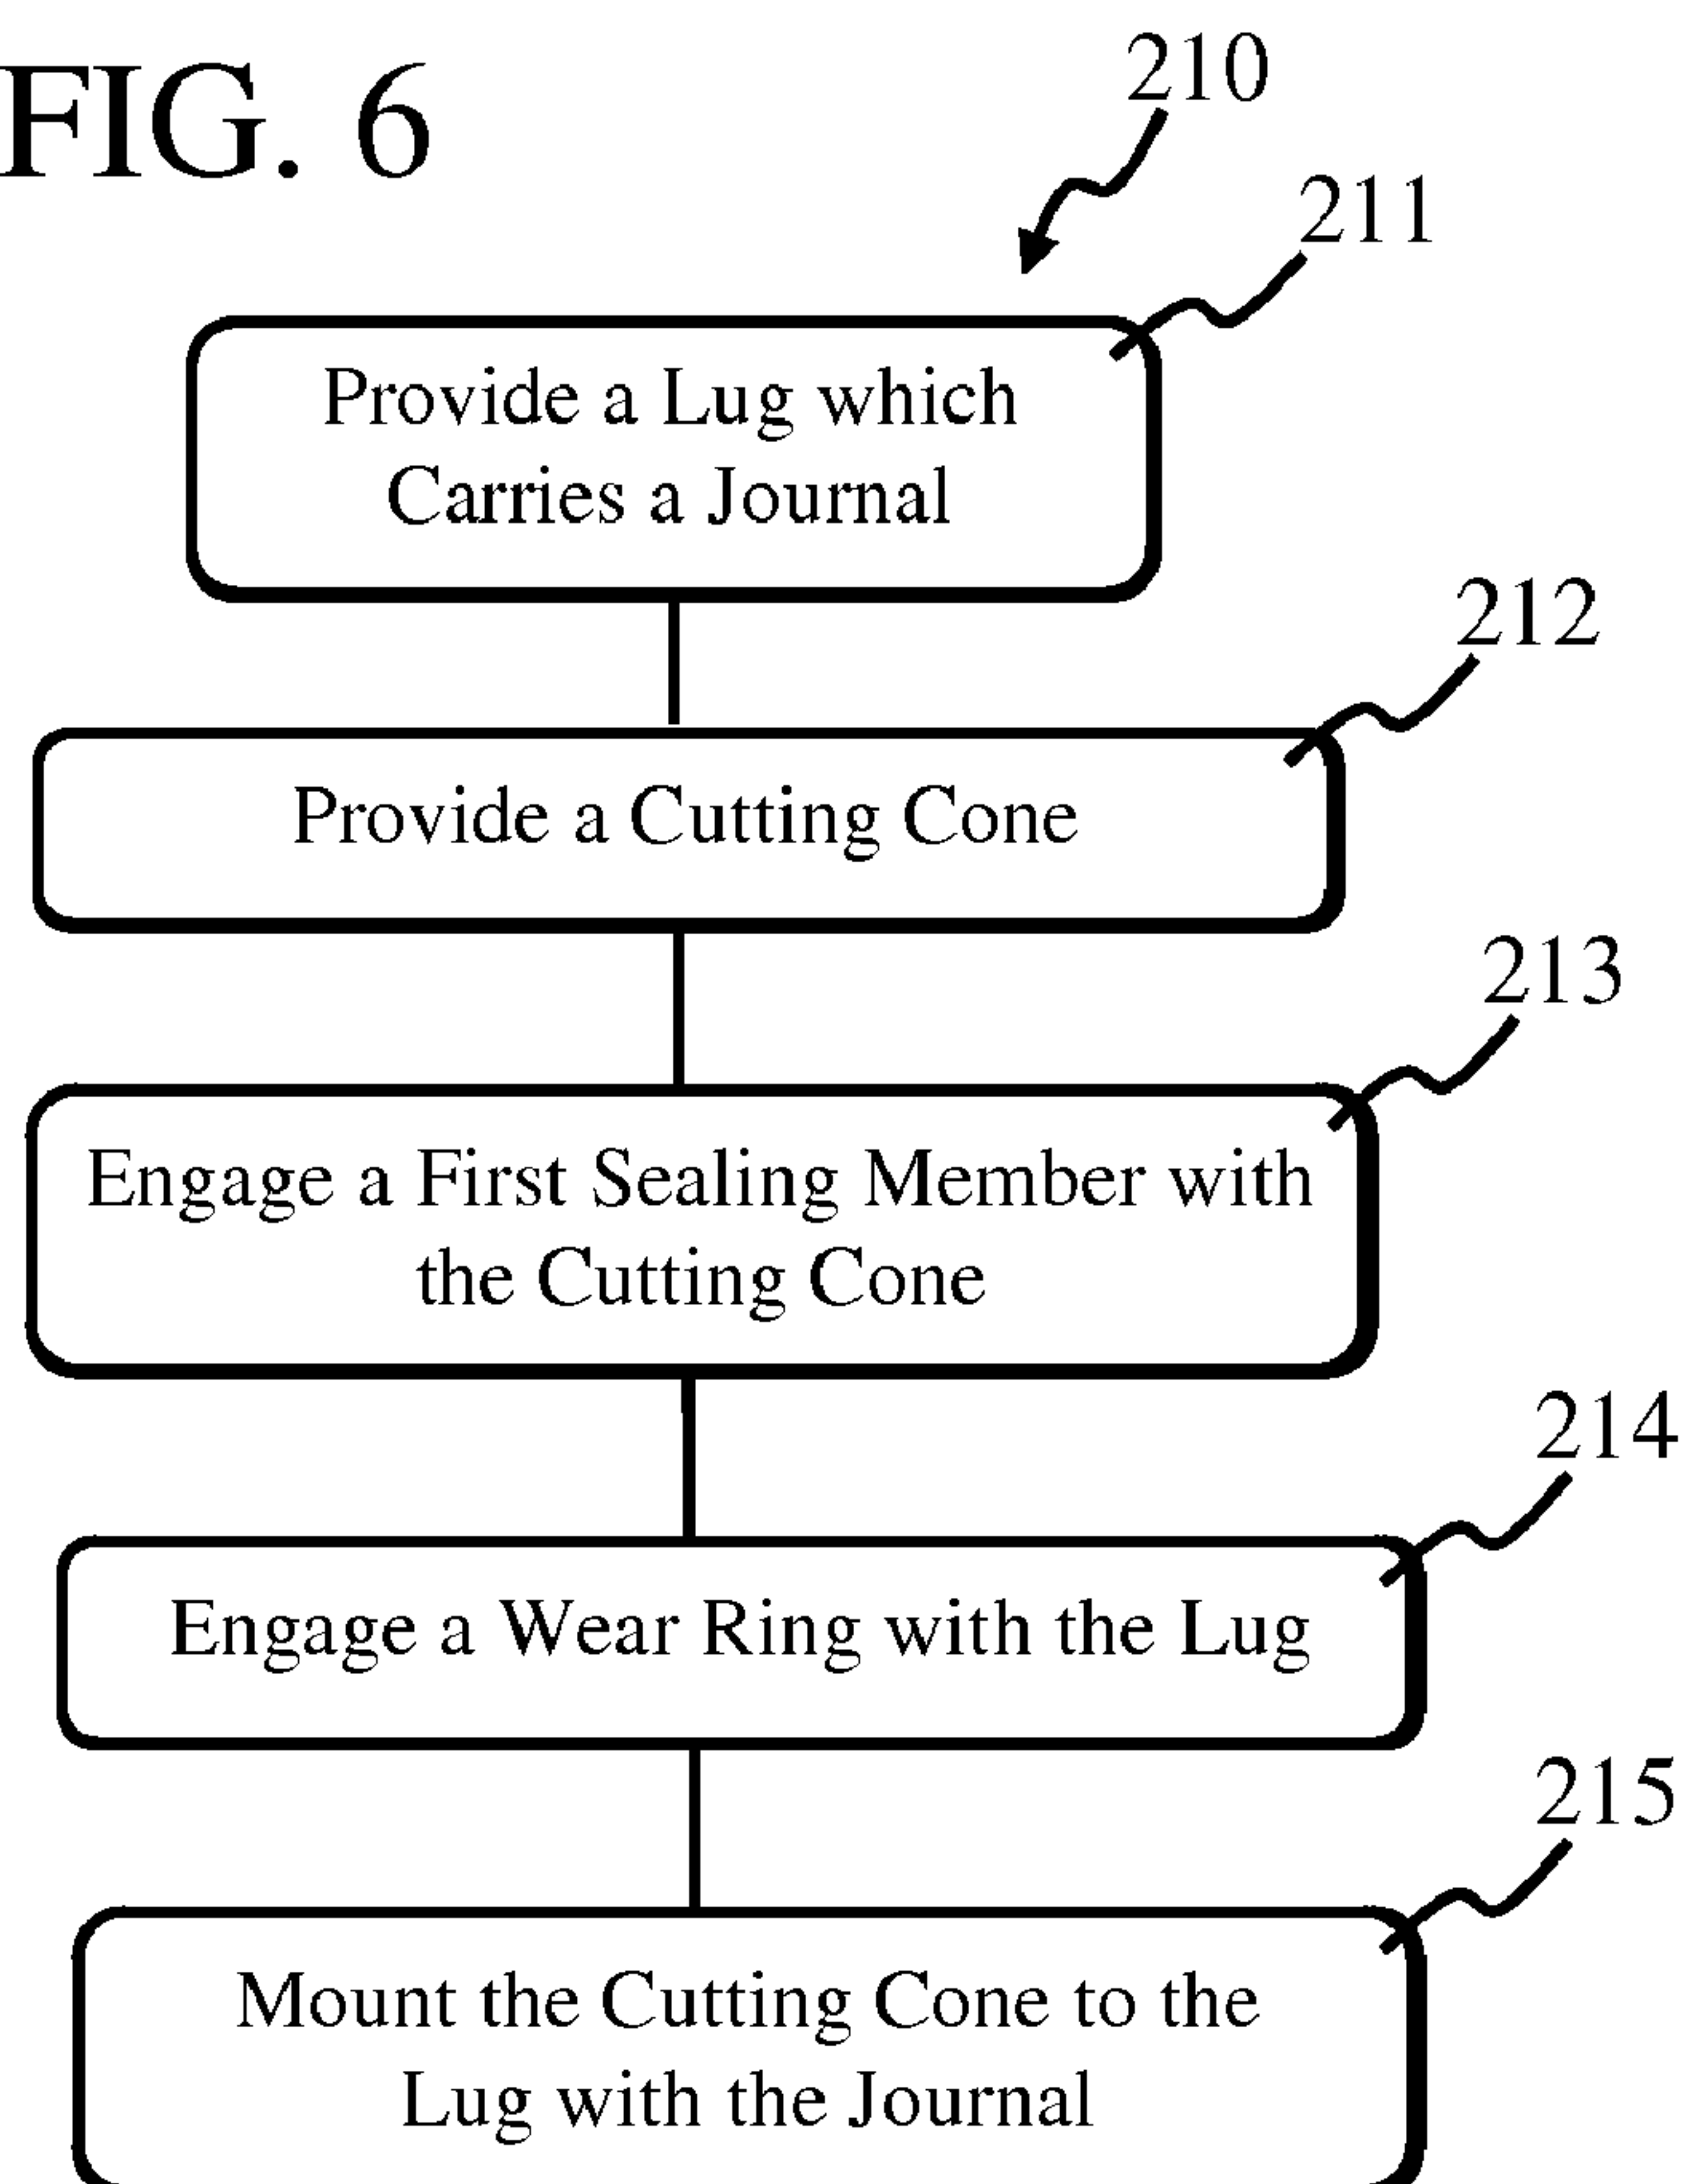 FIG. 6
210
211
Provide a Lug which
Carries a Journal
212
Provide a Cutting Cone
213
Engage a First Sealing Member with
the Cutting Cone
214
Engage a Wear Ring with the Lug
215
Mount the Cutting Cone to the
Lug with the Journal